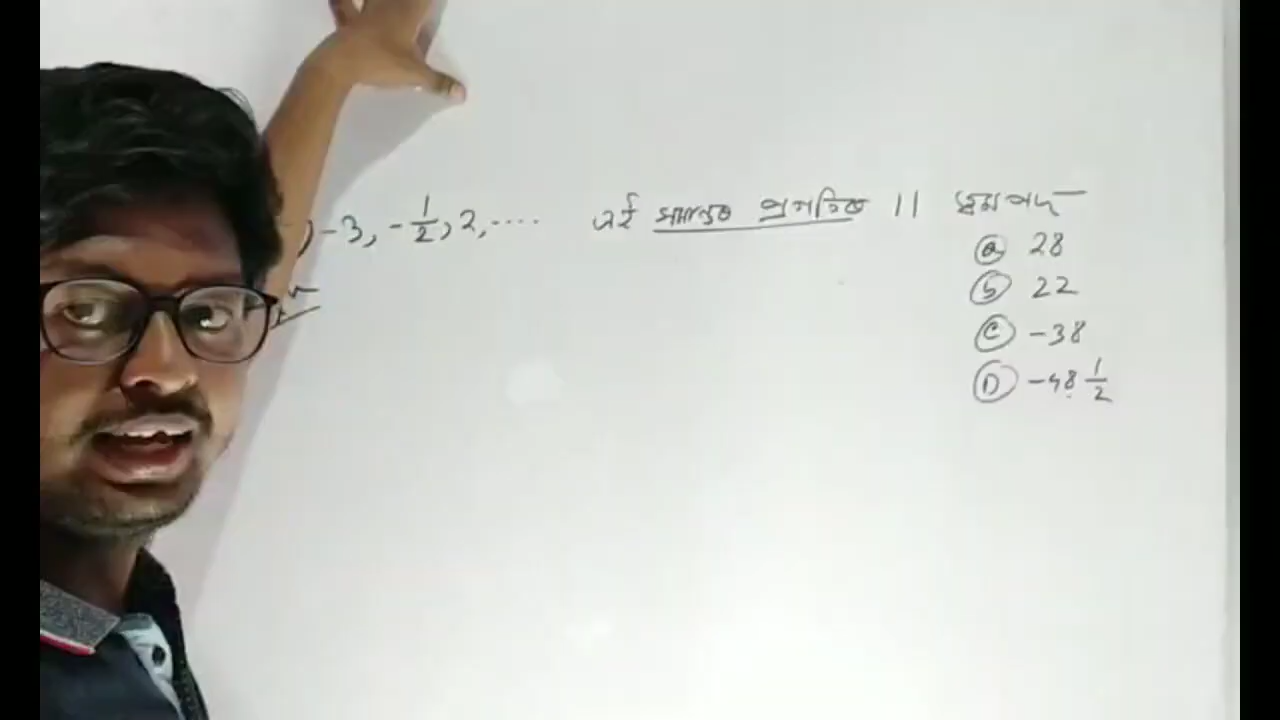 , -3, -1/2, 2, .... এই সমান্তর প্রগতির 11 তম পদ -
(a) 28
(b) 22
(c) -38
(D) -48 1/2